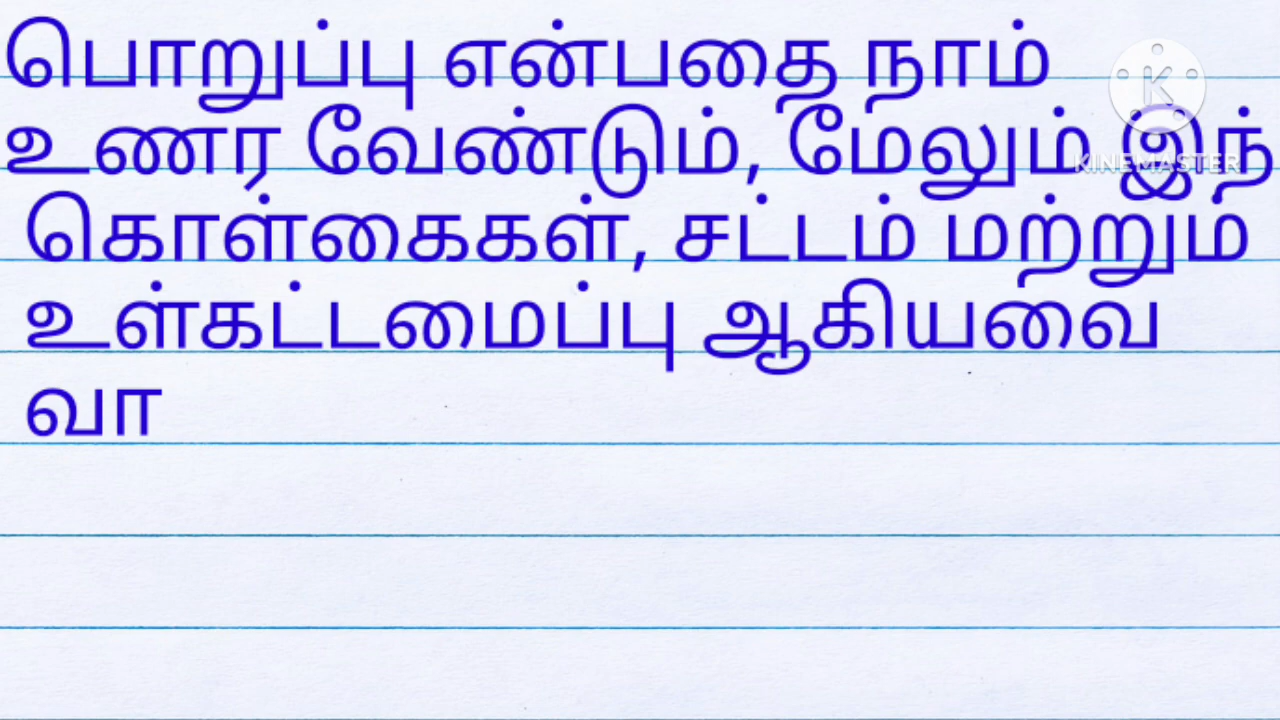 பொறுப்பு என்பதை நாம்
உணர வேண்டும், மேலும் இந்
கொள்கைகள், சட்டம் மற்றும்
உள்கட்டமைப்பு ஆகியவை
வா
KINEMASTER